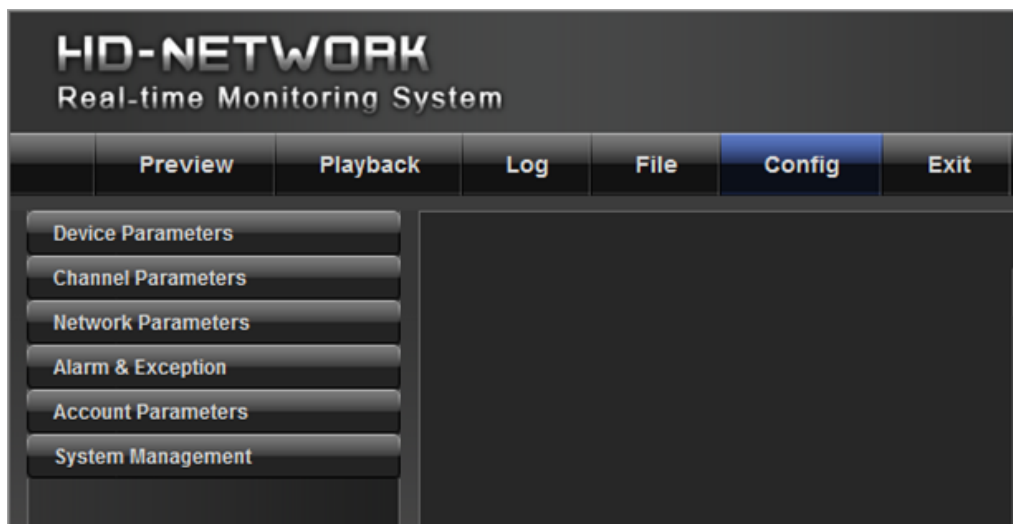 HD-NETWORK
Real-time Monitoring System
Preview Playback Log File Config Exit
Device Parameters
Channel Parameters
Network Parameters
Alarm & Exception
Account Parameters
System Management